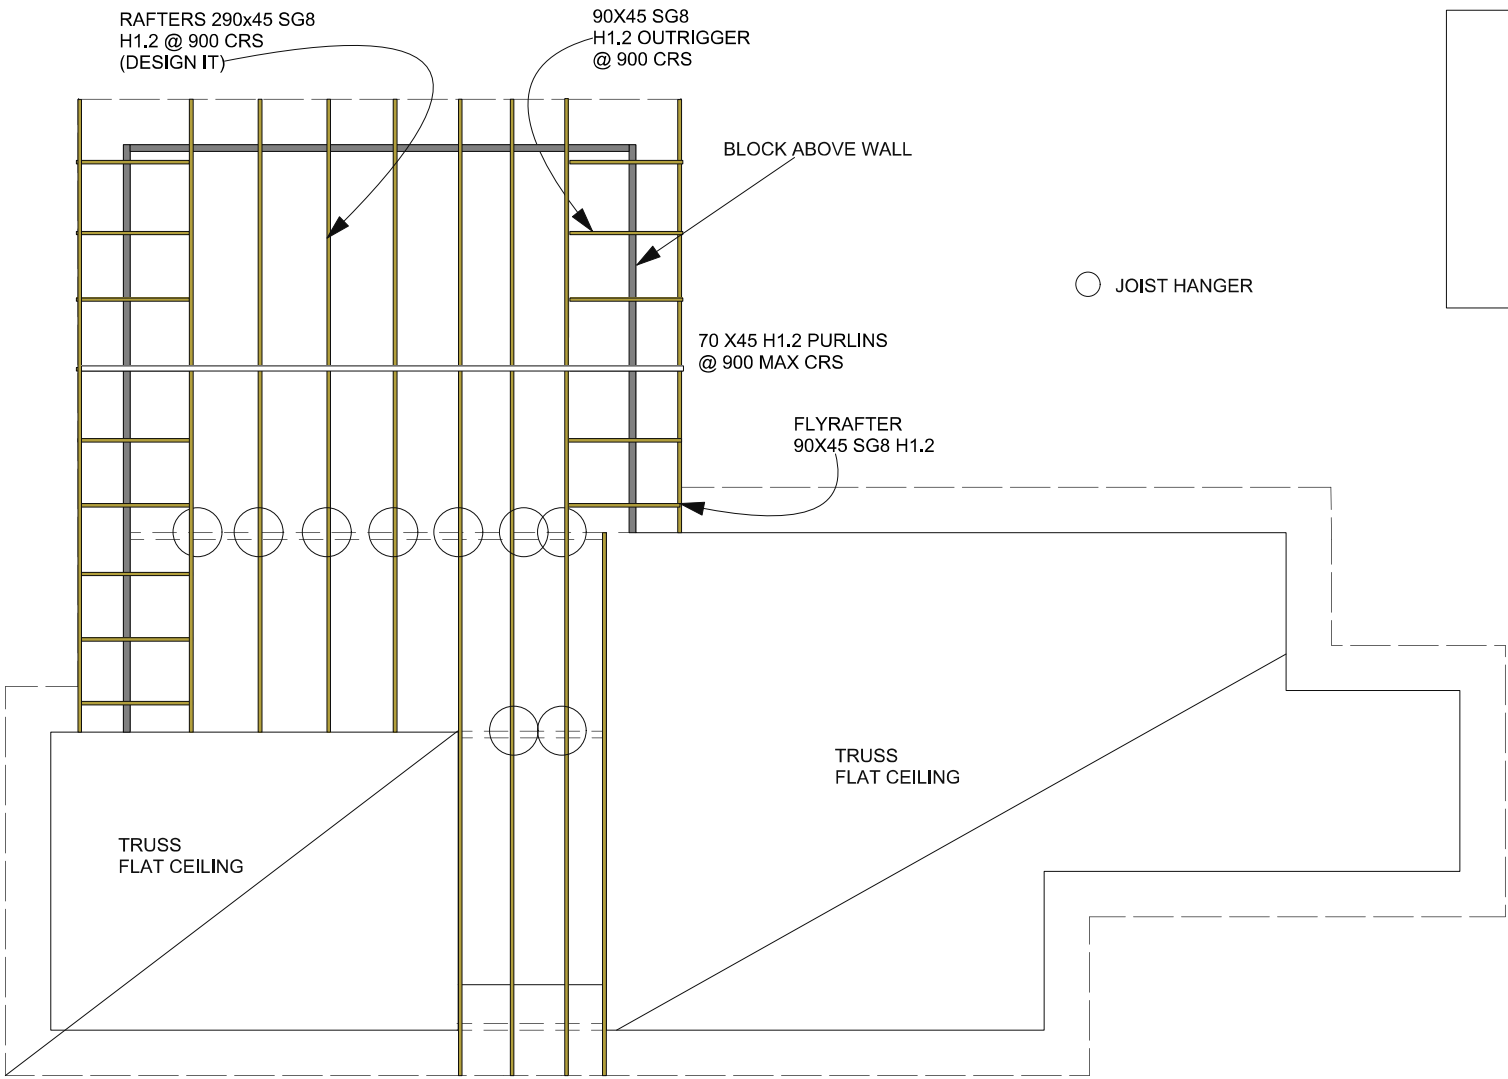 RAFTERS 290x45 SG8
H1.2 @ 900 CRS
(DESIGN IT)
90X45 SG8
H1.2 OUTRIGGER
@ 900 CRS
BLOCK ABOVE WALL
JOIST HANGER
70 X45 H1.2 PURLINS
@ 900 MAX CRS
FLYRAFTER
90X45 SG8 H1.2
TRUSS
FLAT CEILING
TRUSS
FLAT CEILING